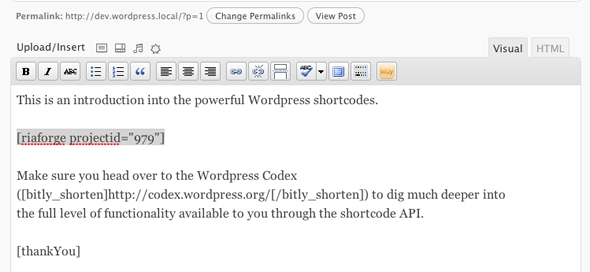 Permalink: http://dev.wordpress.local/?p=1 Change Permalinks View Post
Upload/Insert Visual HTML
B I ABC ABC
This is an introduction into the powerful Wordpress shortcodes.
[riaforge projectid="979"]
Make sure you head over to the Wordpress Codex
([bitly_shorten]http://codex.wordpress.org/[/bitly_shorten]) to dig much deeper into
the full level of functionality available to you through the shortcode API.
[thankYou]